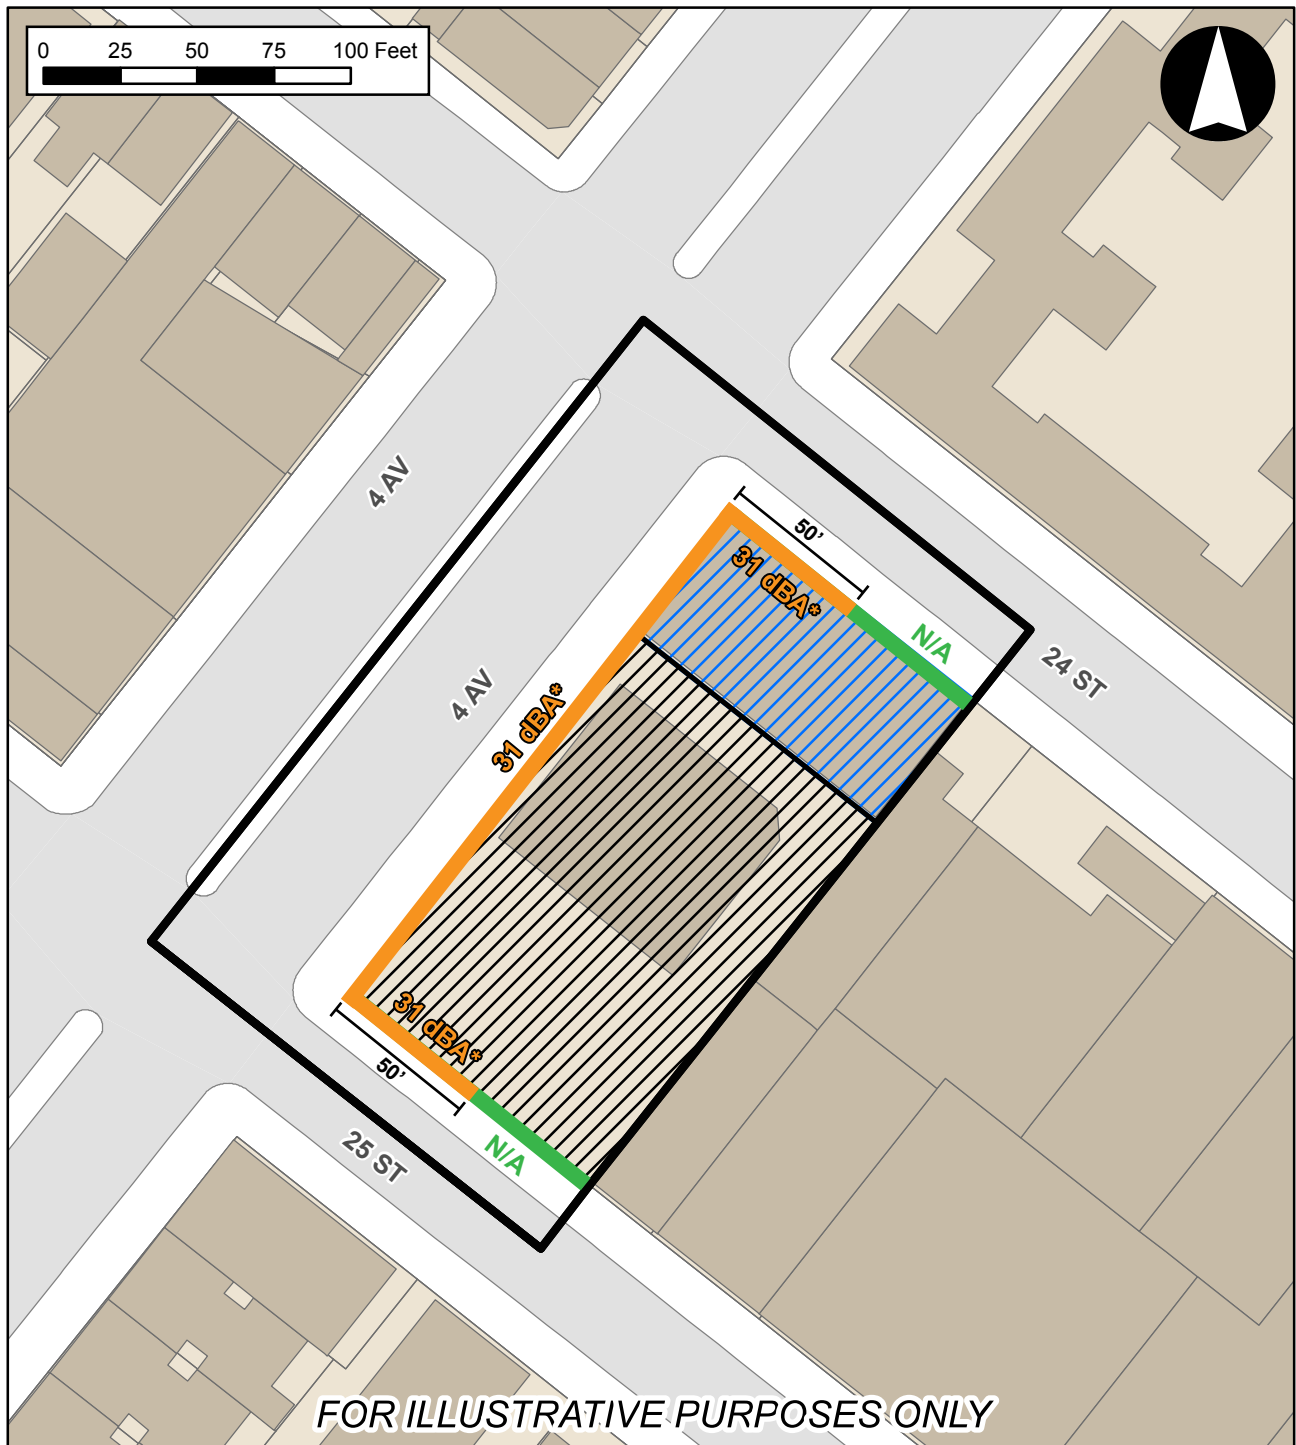 0 25 50 75 100 Feet
4 AV
50’
31 dBA*
N/A
24 ST
4 AV
31 dBA*
31 dBA*
50’
N/A
25 ST
FOR ILLUSTRATIVE PURPOSES ONLY